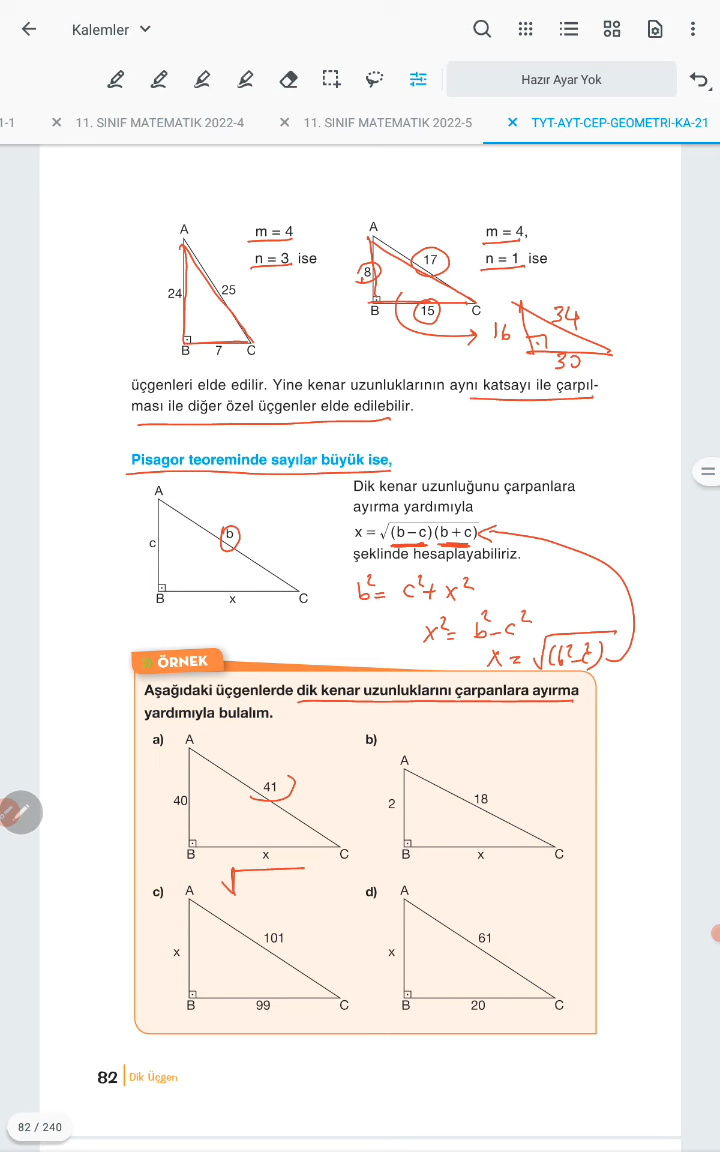 Kalemler
Hazır Ayar Yok
1-1
11. SINIF MATEMATIK 2022-4
11. SINIF MATEMATIK 2022-5
TYT-AYT-CEP-GEOMETRI-KA-21
A
m = 4
n = 3 ise
24
25
B
7
C
A
m = 4,
n = 1 ise
8
17
B
15
C
16
34
30
üçgenleri elde edilir. Yine kenar uzunluklarının aynı katsayı ile çarpıl-
ması ile diğer özel üçgenler elde edilebilir.
Pisagor teoreminde sayılar büyük ise,
A
c
b
B
x
C
Dik kenar uzunluğunu çarpanlara
ayırma yardımıyla
x = √(b−c)(b+c)
şeklinde hesaplayabiliriz.
b² = c² + x²
x² = b² − c²
x = √(b²−c²)
ÖRNEK
Aşağıdaki üçgenlerde dik kenar uzunluklarını çarpanlara ayırma
yardımıyla bulalım.
a)
A
40
41
B
x
C
b)
A
2
18
B
x
C
√
c)
A
x
101
B
99
C
d)
A
x
61
B
20
C
82
Dik Üçgen
82 / 240